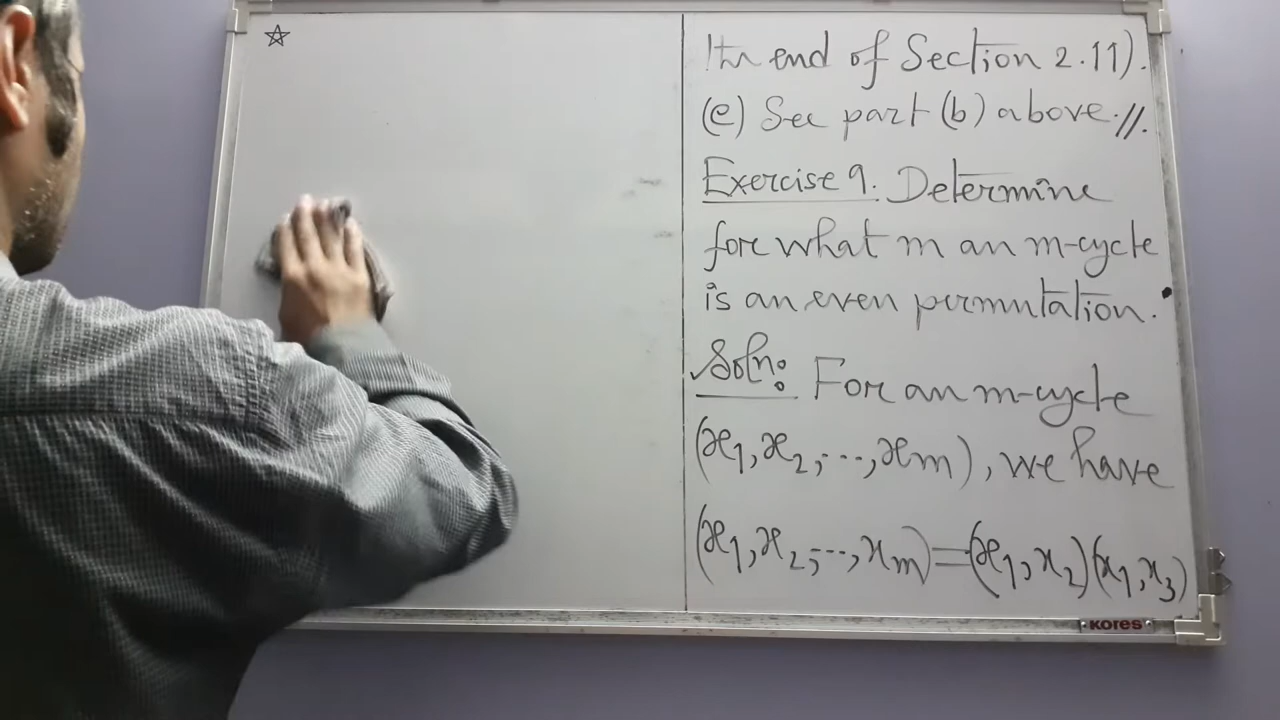 the end of Section 2.11).
(e) See part (b) above.//.
Exercise 9. Determine
for what m an m-cycle
is an even permutation.
Soln: For an m-cycle
(x₁, x₂, ..., xₘ), we have
(x₁, x₂, ..., xₘ) = (x₁, x₂)(x₁, x₃)
KORES